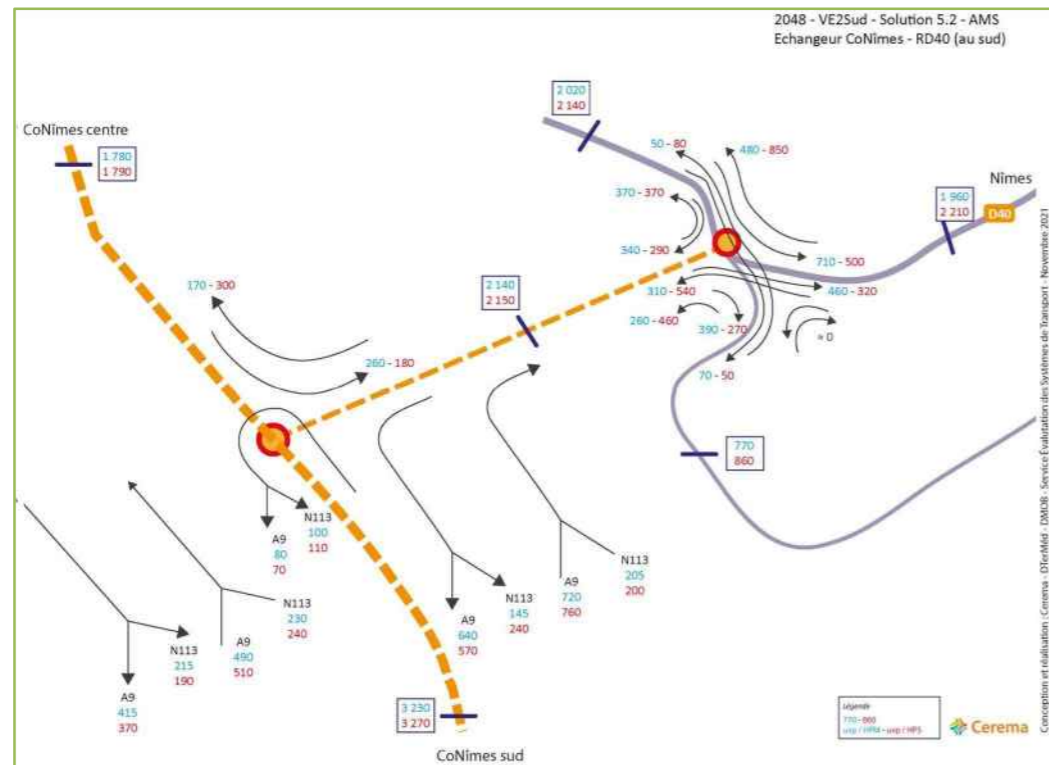 2048 - VE2Sud - Solution 5.2 - AMS
Echangeur CoNîmes - RD40 (au sud)
2 020
2 140
CoNîmes centre
1 780
1 790
50 - 80
480 - 850
Nîmes
370 - 370
1 960
2 210
D40
340 - 290
710 - 500
170 - 300
2 140
2 150
310 - 540
460 - 320
260 - 460
390 - 270
≈ 0
260 - 180
70 - 50
770
860
N113
100
110
A9
80
70
N113
205
200
A9
720
760
N113
145
240
A9
640
570
N113
230
240
A9
490
510
N113
215
190
A9
415
370
3 230
3 270
CoNîmes sud
Légende
770 - 860
uvp / HPM - uvp / HPS
Cerema
Conception et réalisation : Cerema - DTerMéd - DMOB - Service Evalutation des Systèmes de Transport - Novembre 2021